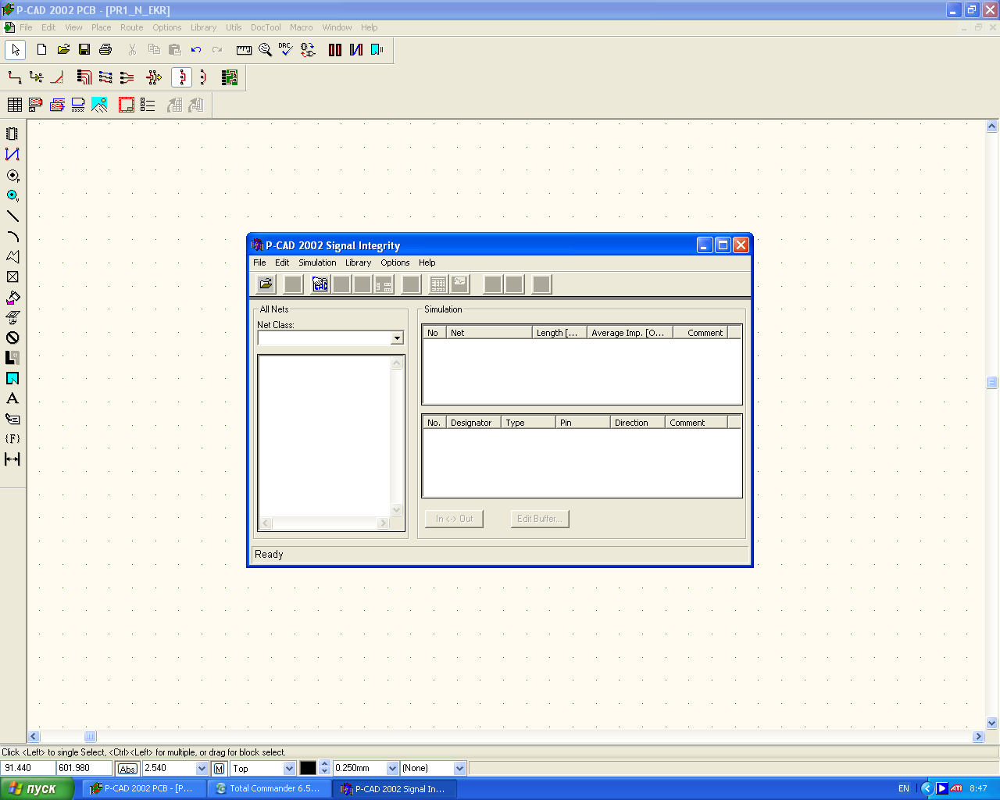 P-CAD 2002 PCB - [PR1_N_EKR]
File Edit View Place Route Options Library Utils DocTool Macro Window Help
DRC
P-CAD 2002 Signal Integrity
File Edit Simulation Library Options Help
All Nets
Net Class:
Simulation
No Net Length [... Average Imp. [O... Comment
No. Designator Type Pin Direction Comment
In <-> Out Edit Buffer...
Ready
A
{F}
Click <Left> to single Select, <Ctrl><Left> for multiple, or drag for block select.
91.440 601.980 Abs 2.540 M Top 0.250mm (None)
пуск P-CAD 2002 PCB - [P... Total Commander 6.5... P-CAD 2002 Signal In... EN ATI 8:47